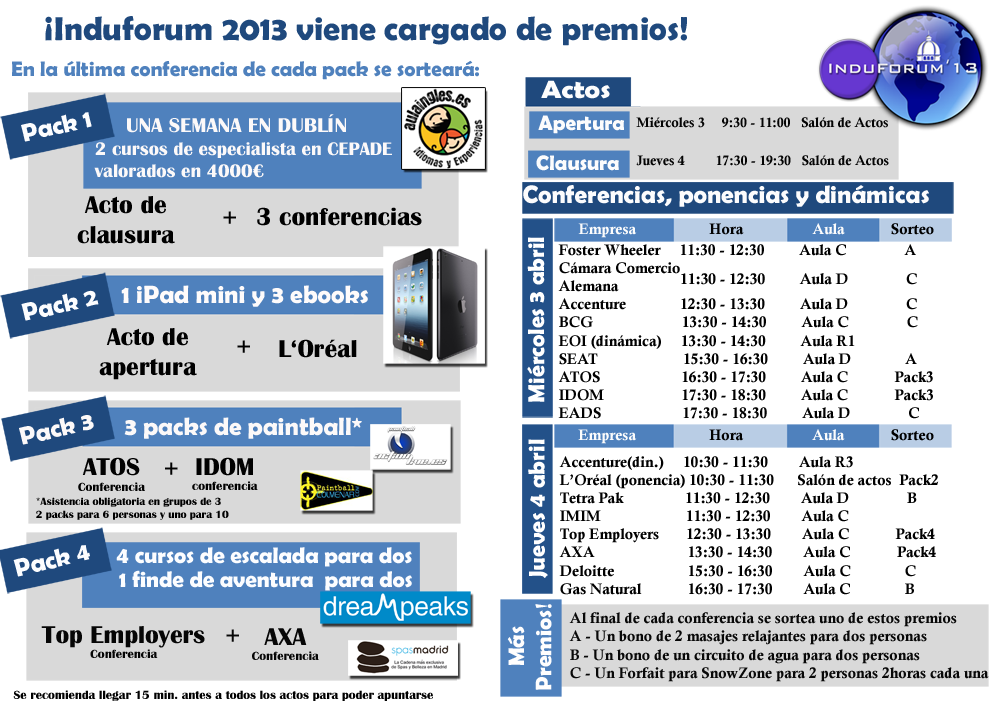 ¡Induforum 2013 viene cargado de premios!
En la última conferencia de cada pack se sorteará:
Pack 1
UNA SEMANA EN DUBLÍN
2 cursos de especialista en CEPADE
valorados en 4000€
aulaingles.es
Idiomas y Experiencias
Acto de clausura + 3 conferencias
Pack 2
1 iPad mini y 3 ebooks
Acto de apertura + L‘Oréal
Pack 3
3 packs de paintball*
ATOS + IDOM
Conferencia conferencia
*Asistencia obligatoria en grupos de 3
2 packs para 6 personas y uno para 10
Paintball
Pack 4
4 cursos de escalada para dos
1 finde de aventura para dos
dreampeaks
Top Employers + AXA
Conferencia Conferencia
spasmadrid
La Cadena más exclusiva
de Spas y Belleza en Madrid
Se recomienda llegar 15 min. antes a todos los actos para poder apuntarse
INDUFORUM'13
Actos
Apertura Miércoles 3 9:30 - 11:00 Salón de Actos
Clausura Jueves 4 17:30 - 19:30 Salón de Actos
Conferencias, ponencias y dinámicas
Miércoles 3 abril
Empresa Hora Aula Sorteo
Foster Wheeler 11:30 - 12:30 Aula C A
Cámara Comercio Alemana 11:30 - 12:30 Aula D C
Accenture 12:30 - 13:30 Aula D C
BCG 13:30 - 14:30 Aula C C
EOI (dinámica) 13:30 - 14:30 Aula R1
SEAT 15:30 - 16:30 Aula D A
ATOS 16:30 - 17:30 Aula C Pack3
IDOM 17:30 - 18:30 Aula C Pack3
EADS 17:30 - 18:30 Aula D C
Jueves 4 abril
Empresa Hora Aula Sorteo
Accenture(din.) 10:30 - 11:30 Aula R3
L’Oréal (ponencia) 10:30 - 11:30 Salón de actos Pack2
Tetra Pak 11:30 - 12:30 Aula D B
IMIM 11:30 - 12:30 Aula C
Top Employers 12:30 - 13:30 Aula C Pack4
AXA 13:30 - 14:30 Aula C Pack4
Deloitte 15:30 - 16:30 Aula C C
Gas Natural 16:30 - 17:30 Aula C B
Más Premios!
Al final de cada conferencia se sortea uno de estos premios
A - Un bono de 2 masajes relajantes para dos personas
B - Un bono de un circuito de agua para dos personas
C - Un Forfait para SnowZone para 2 personas 2horas cada una